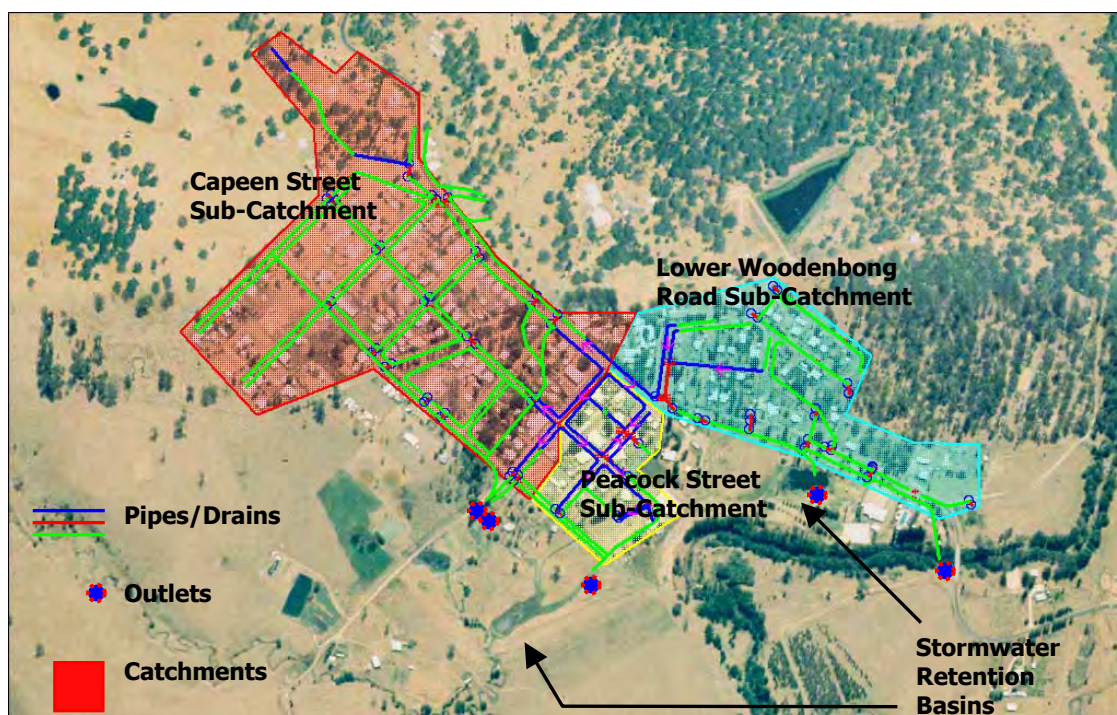 Capeen Street
Sub-Catchment
Lower Woodenbong
Road Sub-Catchment
Peacock Street
Sub-Catchment
Pipes/Drains
Outlets
Catchments
Stormwater
Retention
Basins